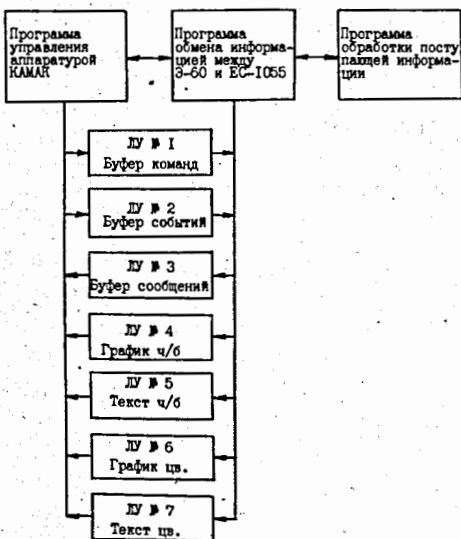 Программа
управления
аппаратурой
КАМАК
Программа
обмена информа-
цией между
Э-60 и ЕС-1055
Программа
обработки посту-
пающей информа-
ции
ЛУ № 1
Буфер команд
ЛУ № 2
Буфер событий
ЛУ № 3
Буфер сообщений
ЛУ № 4
График ч/б
ЛУ № 5
Текст ч/б
ЛУ № 6
График цв.
ЛУ № 7
Текст цв.